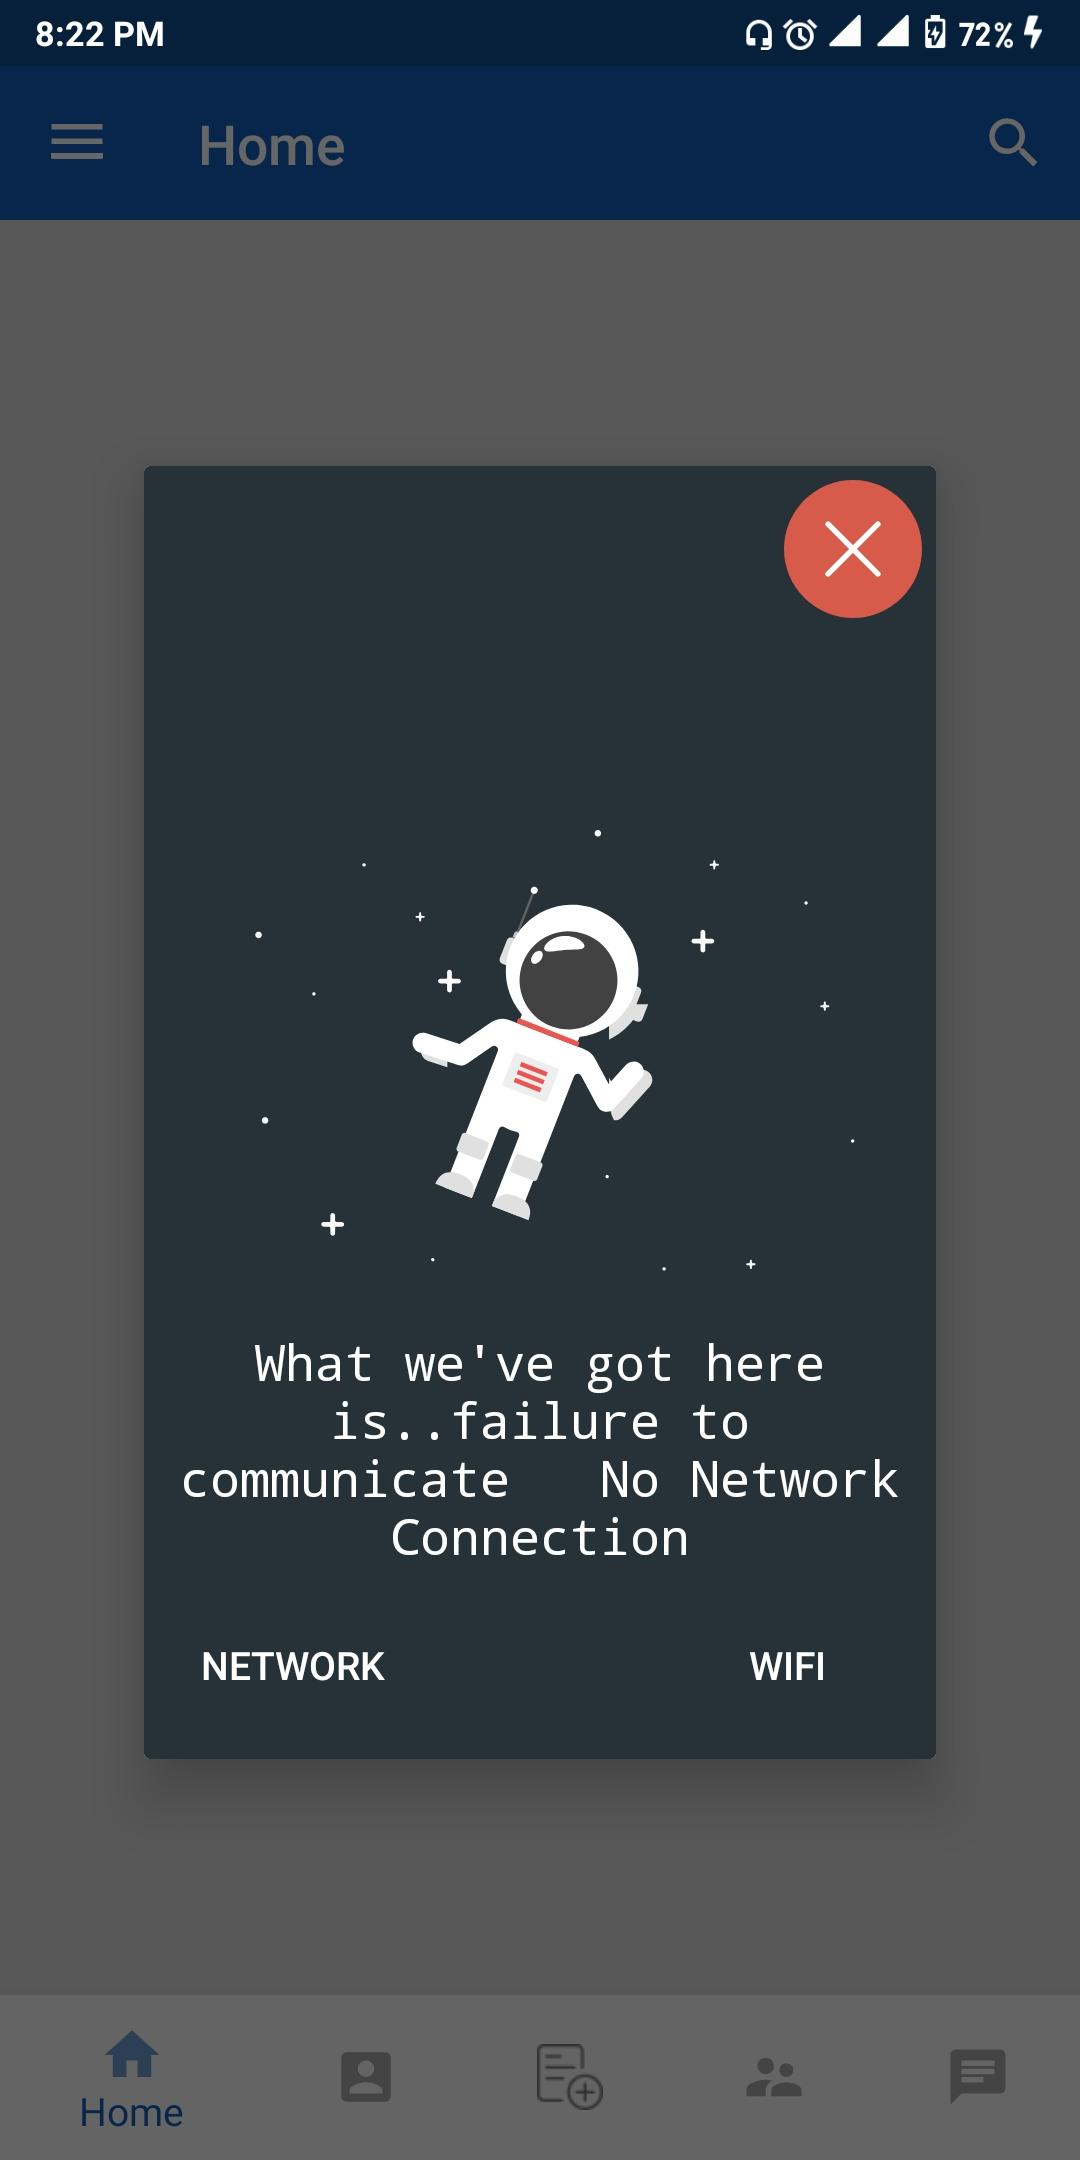 8:22 PM
72%
Home
What we've got here
is..failure to
communicate   No Network
Connection
NETWORK
WIFI
Home